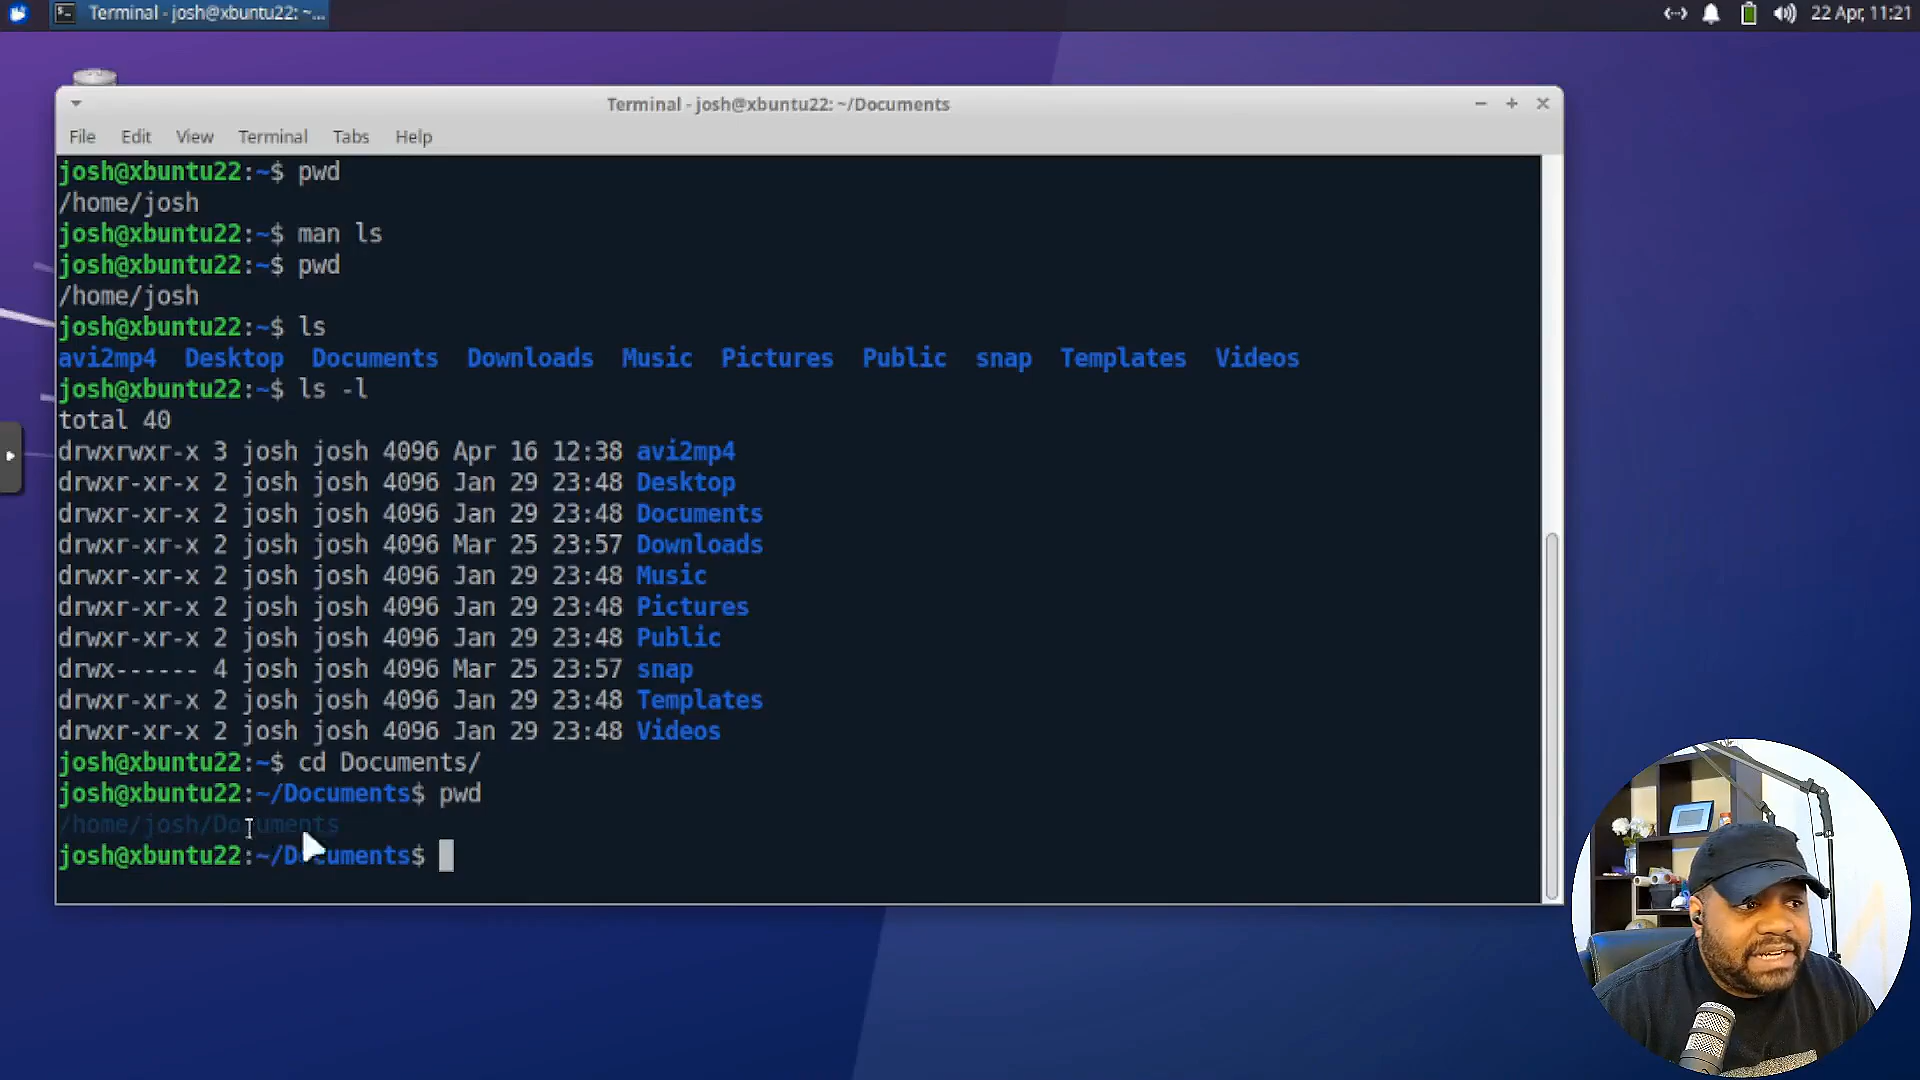 Terminal - josh@xbuntu22: ~...
22 Apr, 11:21
Terminal - josh@xbuntu22: ~/Documents
File Edit View Terminal Tabs Help
josh@xbuntu22:~$ pwd
/home/josh
josh@xbuntu22:~$ man ls
josh@xbuntu22:~$ pwd
/home/josh
josh@xbuntu22:~$ ls
avi2mp4 Desktop Documents Downloads Music Pictures Public snap Templates Videos
josh@xbuntu22:~$ ls -l
total 40
drwxrwxr-x 3 josh josh 4096 Apr 16 12:38 avi2mp4
drwxr-xr-x 2 josh josh 4096 Jan 29 23:48 Desktop
drwxr-xr-x 2 josh josh 4096 Jan 29 23:48 Documents
drwxr-xr-x 2 josh josh 4096 Mar 25 23:57 Downloads
drwxr-xr-x 2 josh josh 4096 Jan 29 23:48 Music
drwxr-xr-x 2 josh josh 4096 Jan 29 23:48 Pictures
drwxr-xr-x 2 josh josh 4096 Jan 29 23:48 Public
drwx------ 4 josh josh 4096 Mar 25 23:57 snap
drwxr-xr-x 2 josh josh 4096 Jan 29 23:48 Templates
drwxr-xr-x 2 josh josh 4096 Jan 29 23:48 Videos
josh@xbuntu22:~$ cd Documents/
josh@xbuntu22:~/Documents$ pwd
/home/josh/Documents
josh@xbuntu22:~/Documents$